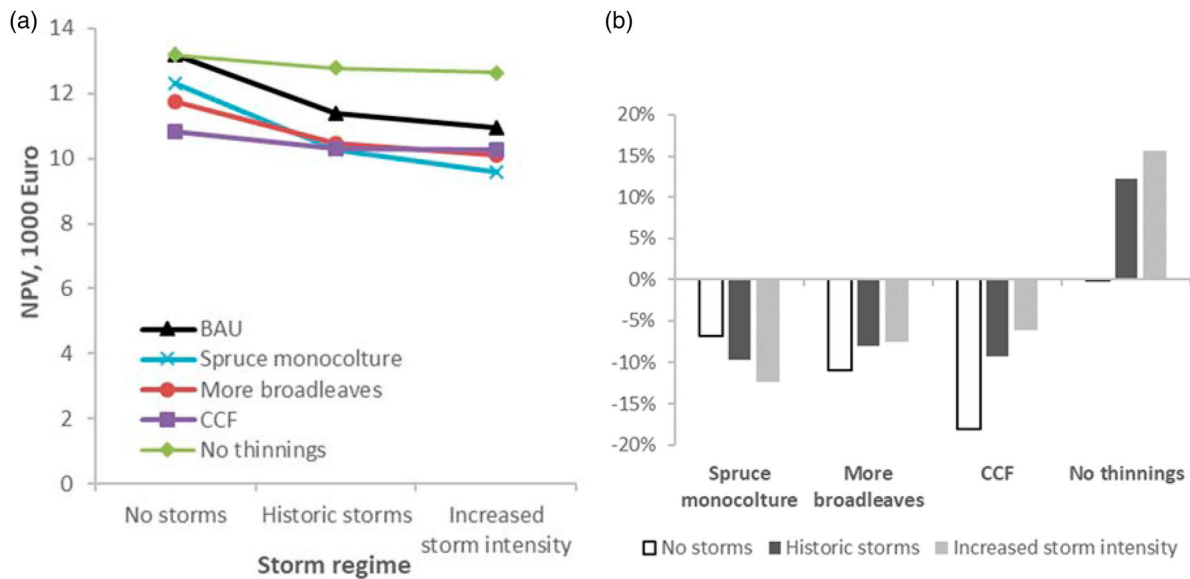 (a)
14
12
10
8
6
4
2
0
NPV, 1000 Euro
BAU
Spruce monocolture
More broadleaves
CCF
No thinnings
No storms
Historic storms
Increased
storm intensity
Storm regime
(b)
20%
15%
10%
5%
0%
-5%
-10%
-15%
-20%
Spruce
monocolture
More
broadleaves
CCF
No thinnings
No storms
Historic storms
Increased storm intensity